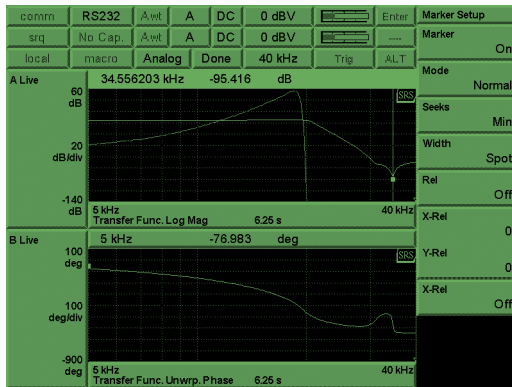 comm RS232 Awt A DC 0 dBV Enter
srq No Cap. Awt A DC 0 dBV ----
local macro Analog Done 40 kHz Trig ALT
A Live 34.556203 kHz -95.416 dB
60
dB
SRS
20
dB/div
-140
dB
5 kHz 40 kHz
Transfer Func. Log Mag 6.25 s
B Live 5 kHz -76.983 deg
100
deg
SRS
100
deg/div
-900
deg
5 kHz 40 kHz
Transfer Func. Unwrp. Phase 6.25 s
Marker Setup
Marker
On
Mode
Normal
Seeks
Min
Width
Spot
Rel
Off
X-Rel
0
Y-Rel
0
X-Rel
Off